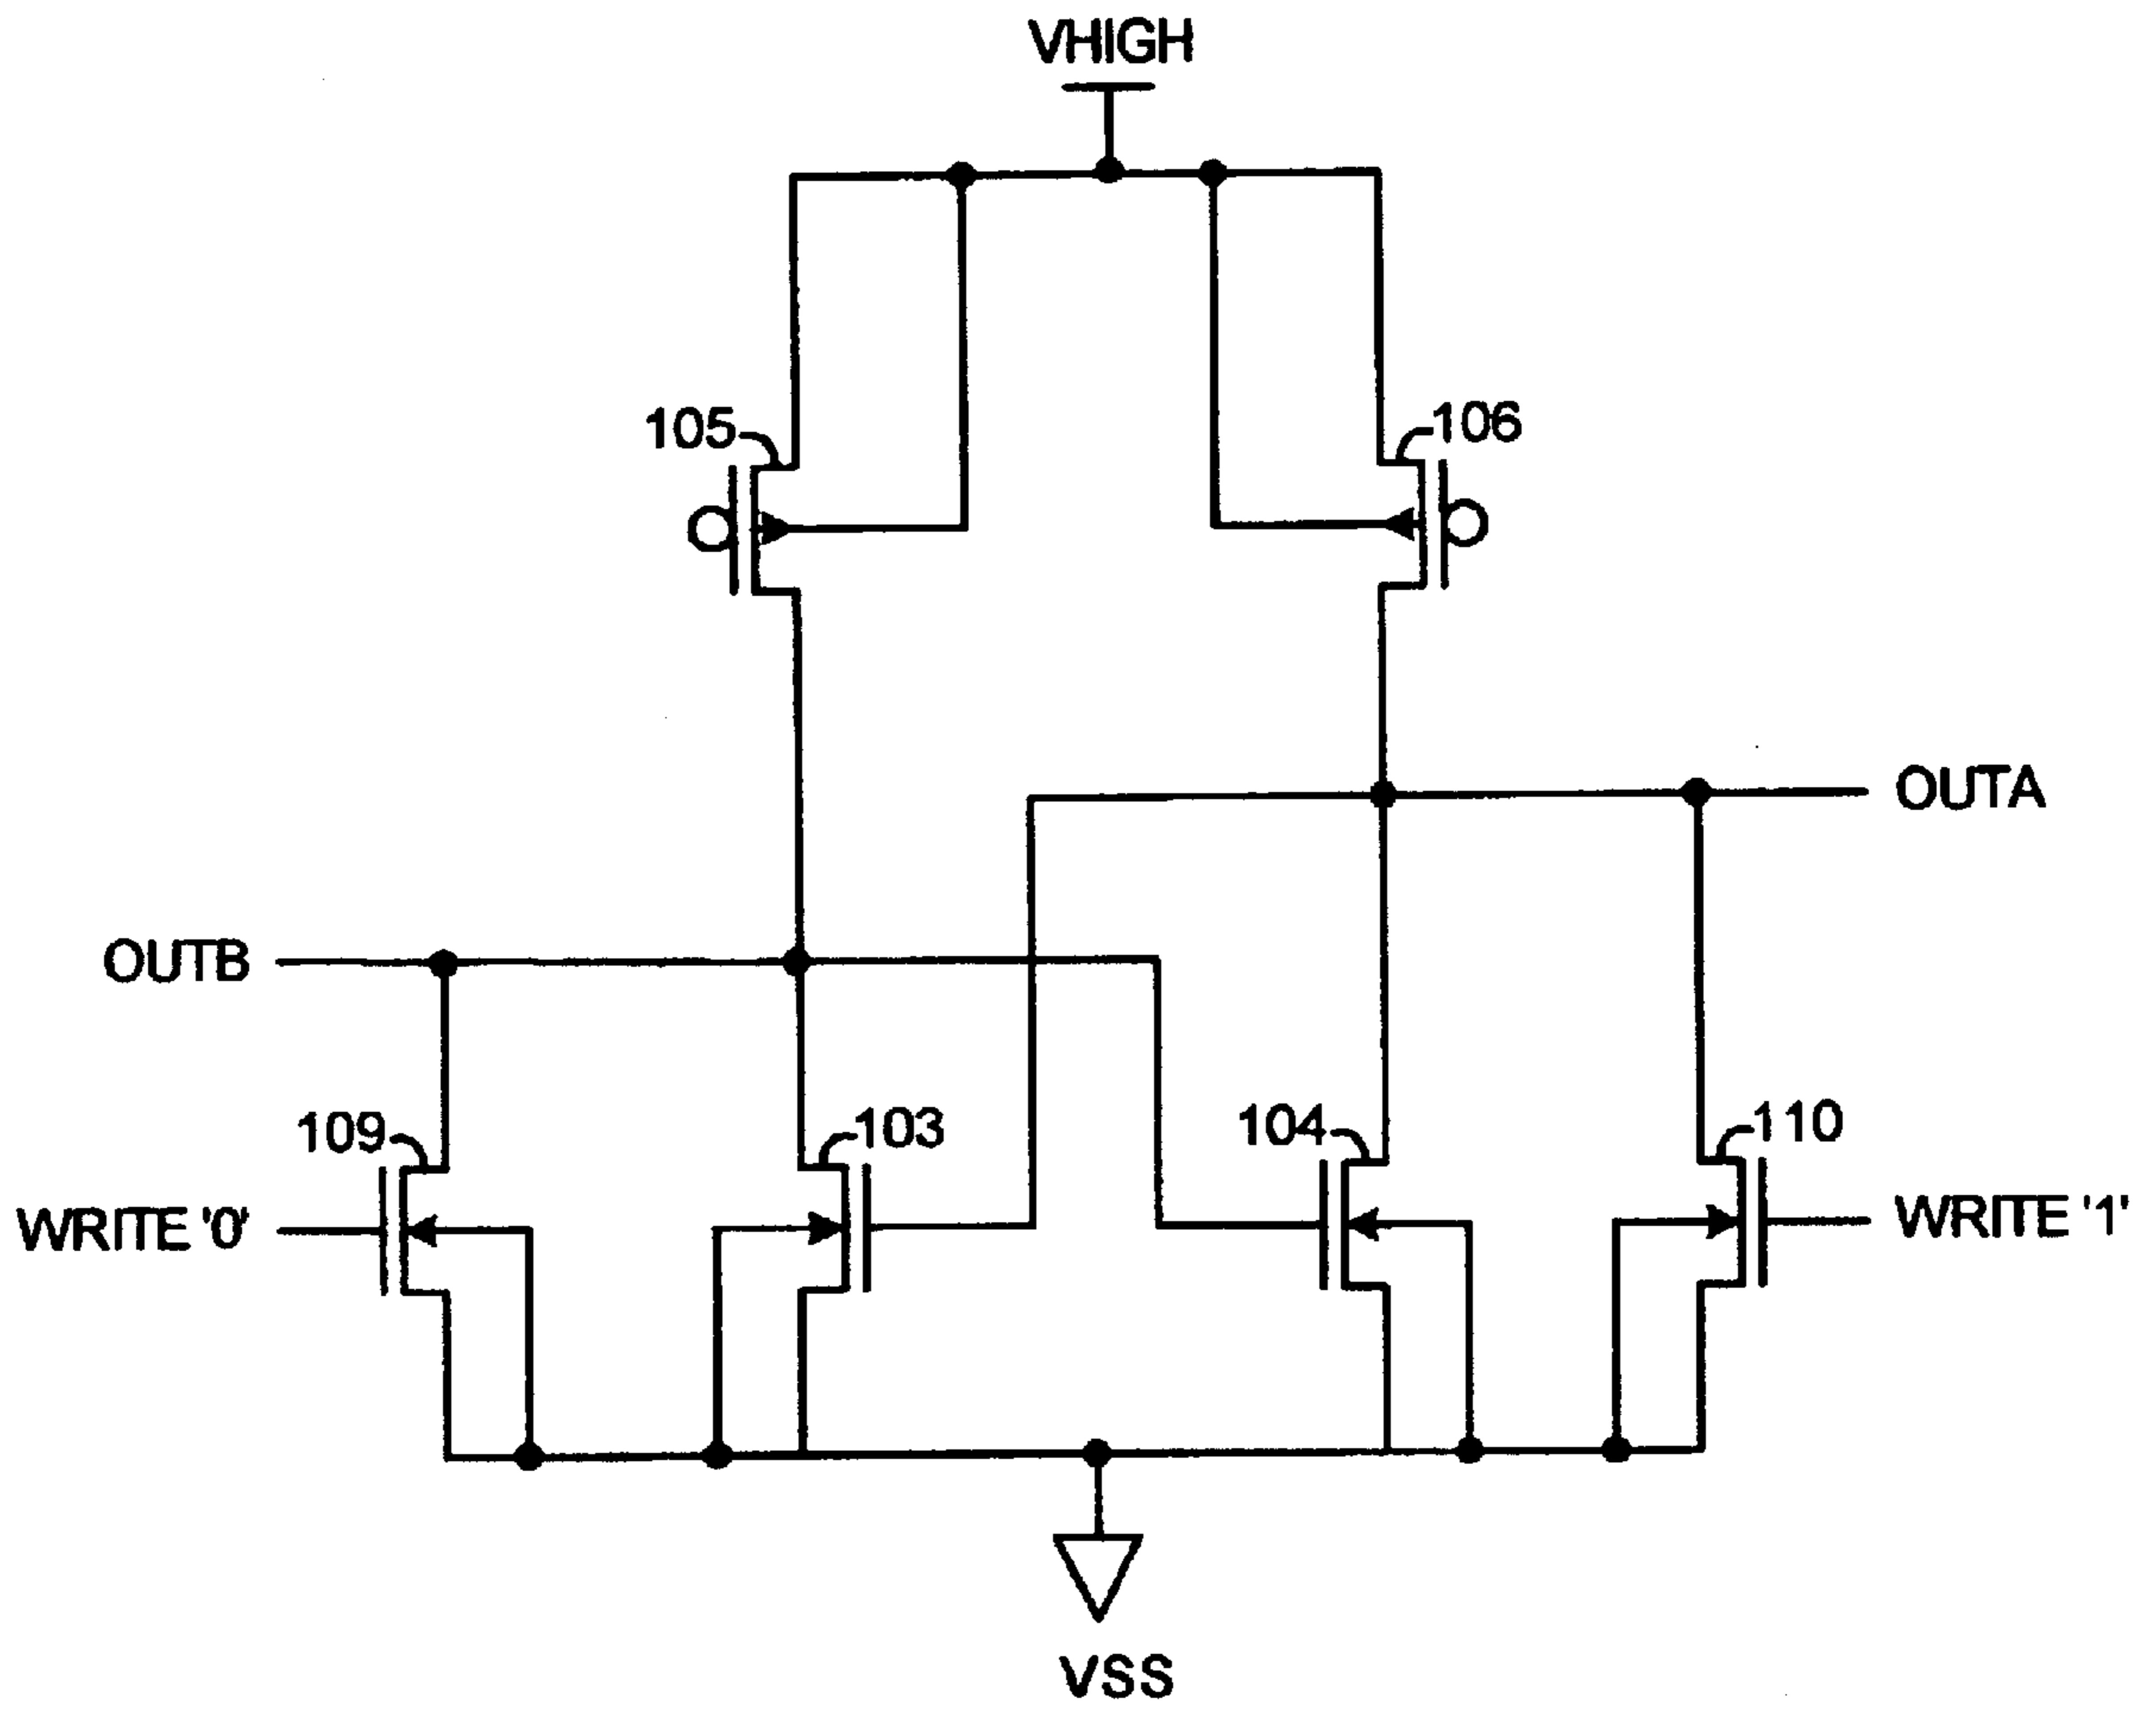 VHIGH
105
106
OUTA
OUTB
109
103
104
110
WRITE '0'
WRITE '1'
VSS